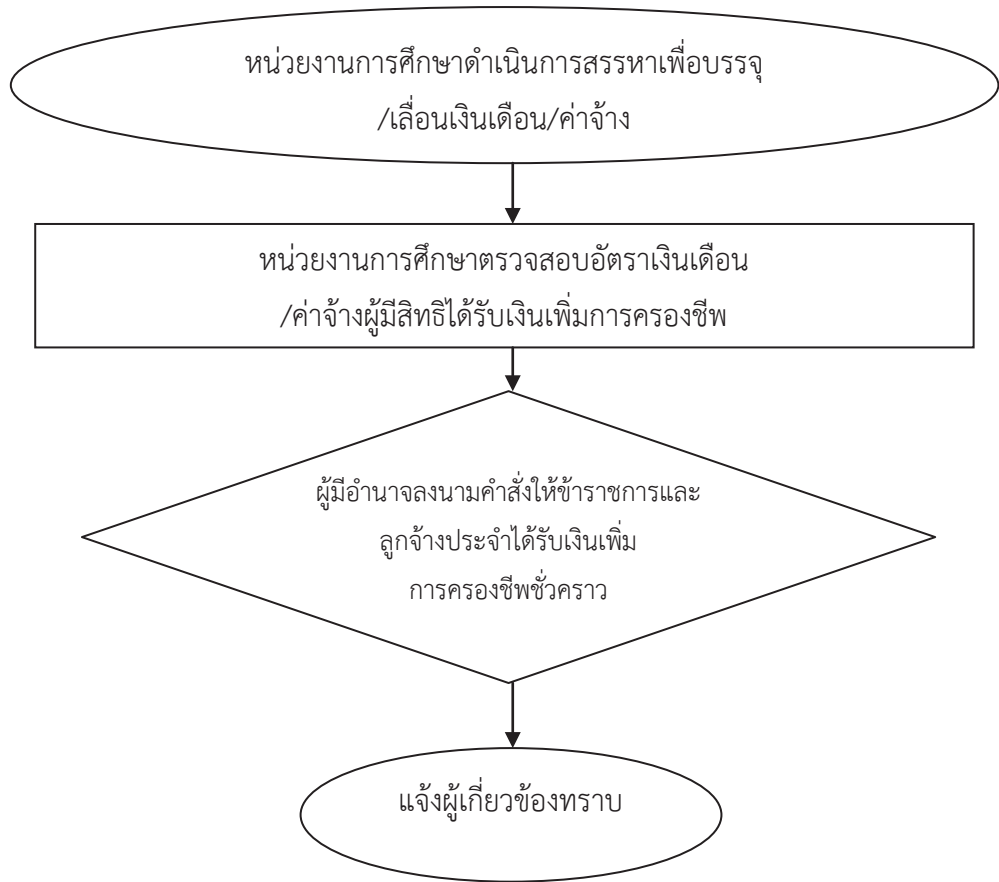 หน่วยงานการศึกษาดำเนินการสรรหาเพื่อบรรจุ
/เลื่อนเงินเดือน/ค่าจ้าง
หน่วยงานการศึกษาตรวจสอบอัตราเงินเดือน
/ค่าจ้างผู้มีสิทธิได้รับเงินเพิ่มการครองชีพ
ผู้มีอำนาจลงนามคำสั่งให้ข้าราชการและ
ลูกจ้างประจำได้รับเงินเพิ่ม
การครองชีพชั่วคราว
แจ้งผู้เกี่ยวข้องทราบ